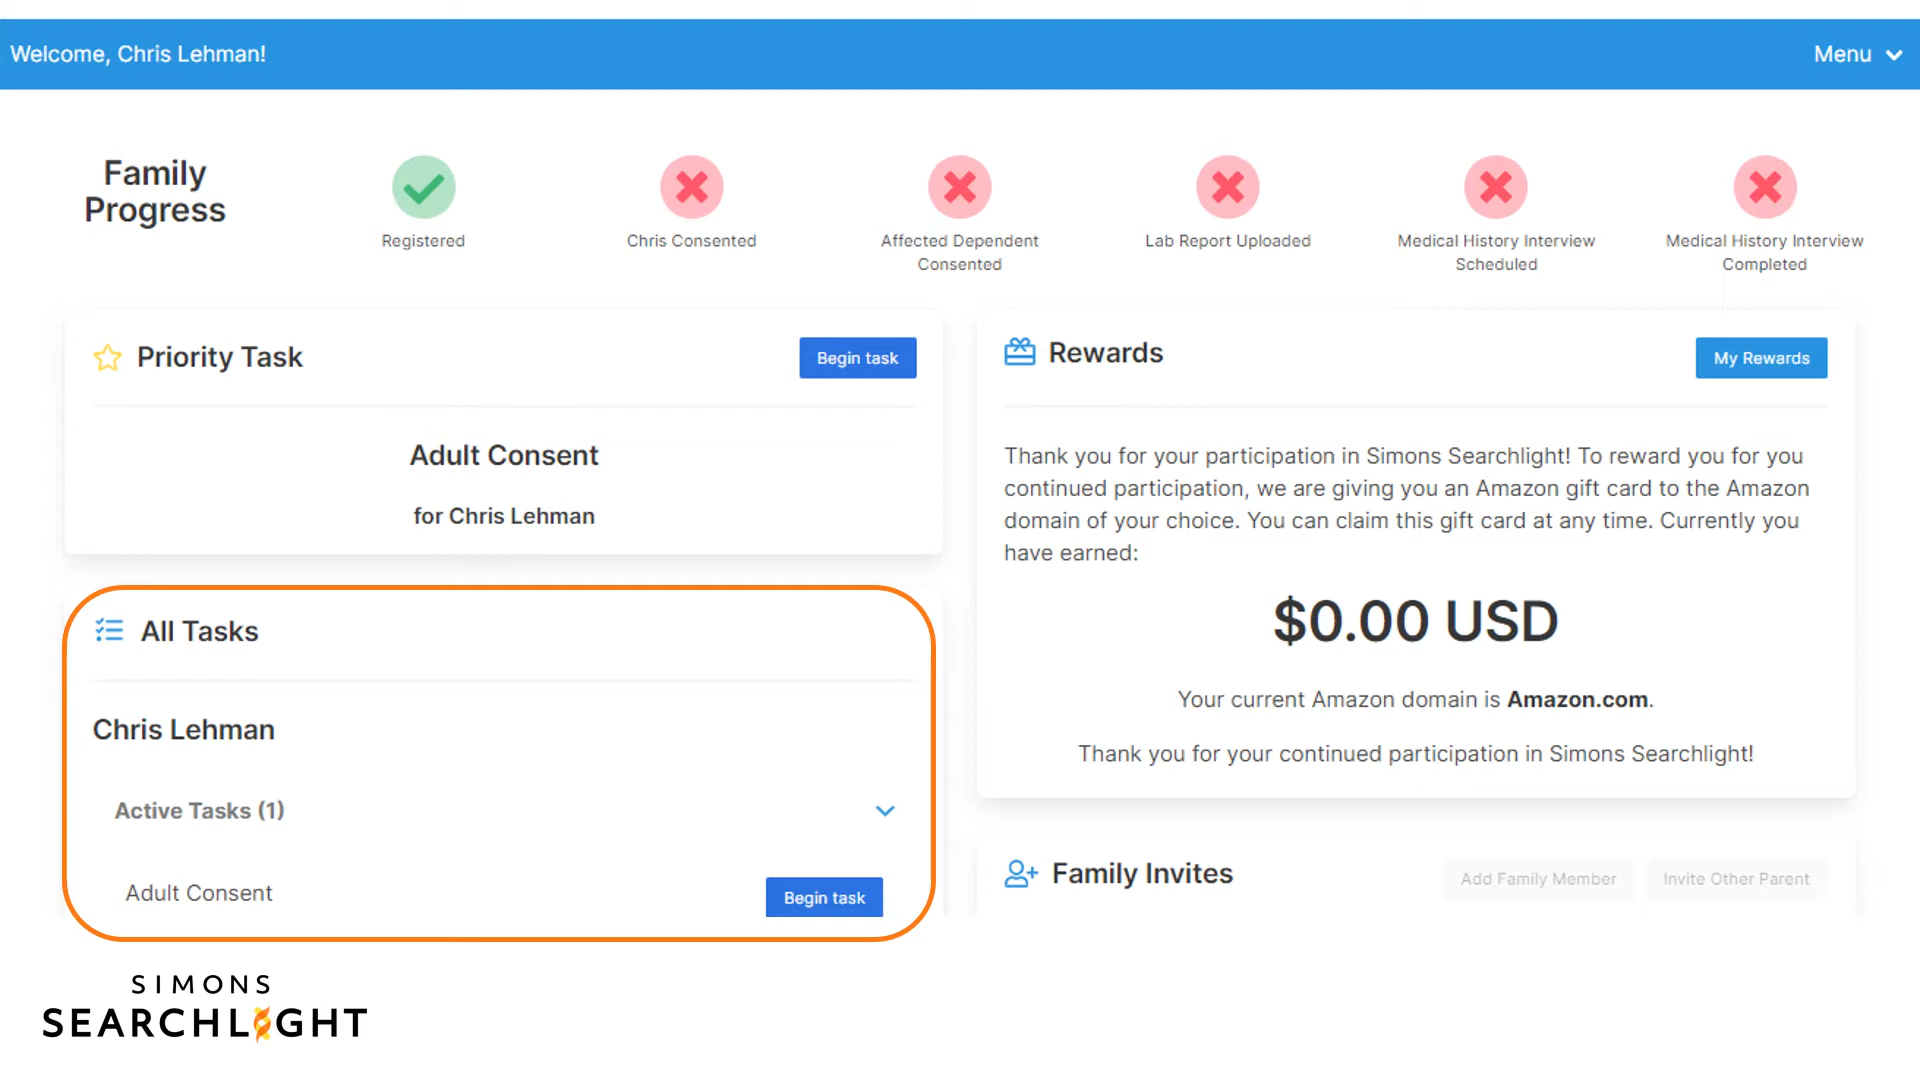 Welcome, Chris Lehman!
Menu
Family
Progress
Registered
Chris Consented
Affected Dependent
Consented
Lab Report Uploaded
Medical History Interview
Scheduled
Medical History Interview
Completed
Priority Task
Begin task
Adult Consent
for Chris Lehman
All Tasks
Chris Lehman
Active Tasks (1)
Adult Consent
Begin task
Rewards
My Rewards
Thank you for your participation in Simons Searchlight! To reward you for you
continued participation, we are giving you an Amazon gift card to the Amazon
domain of your choice. You can claim this gift card at any time. Currently you
have earned:
$0.00 USD
Your current Amazon domain is Amazon.com.
Thank you for your continued participation in Simons Searchlight!
Family Invites
Add Family Member
Invite Other Parent
SIMONS
SEARCHLIGHT